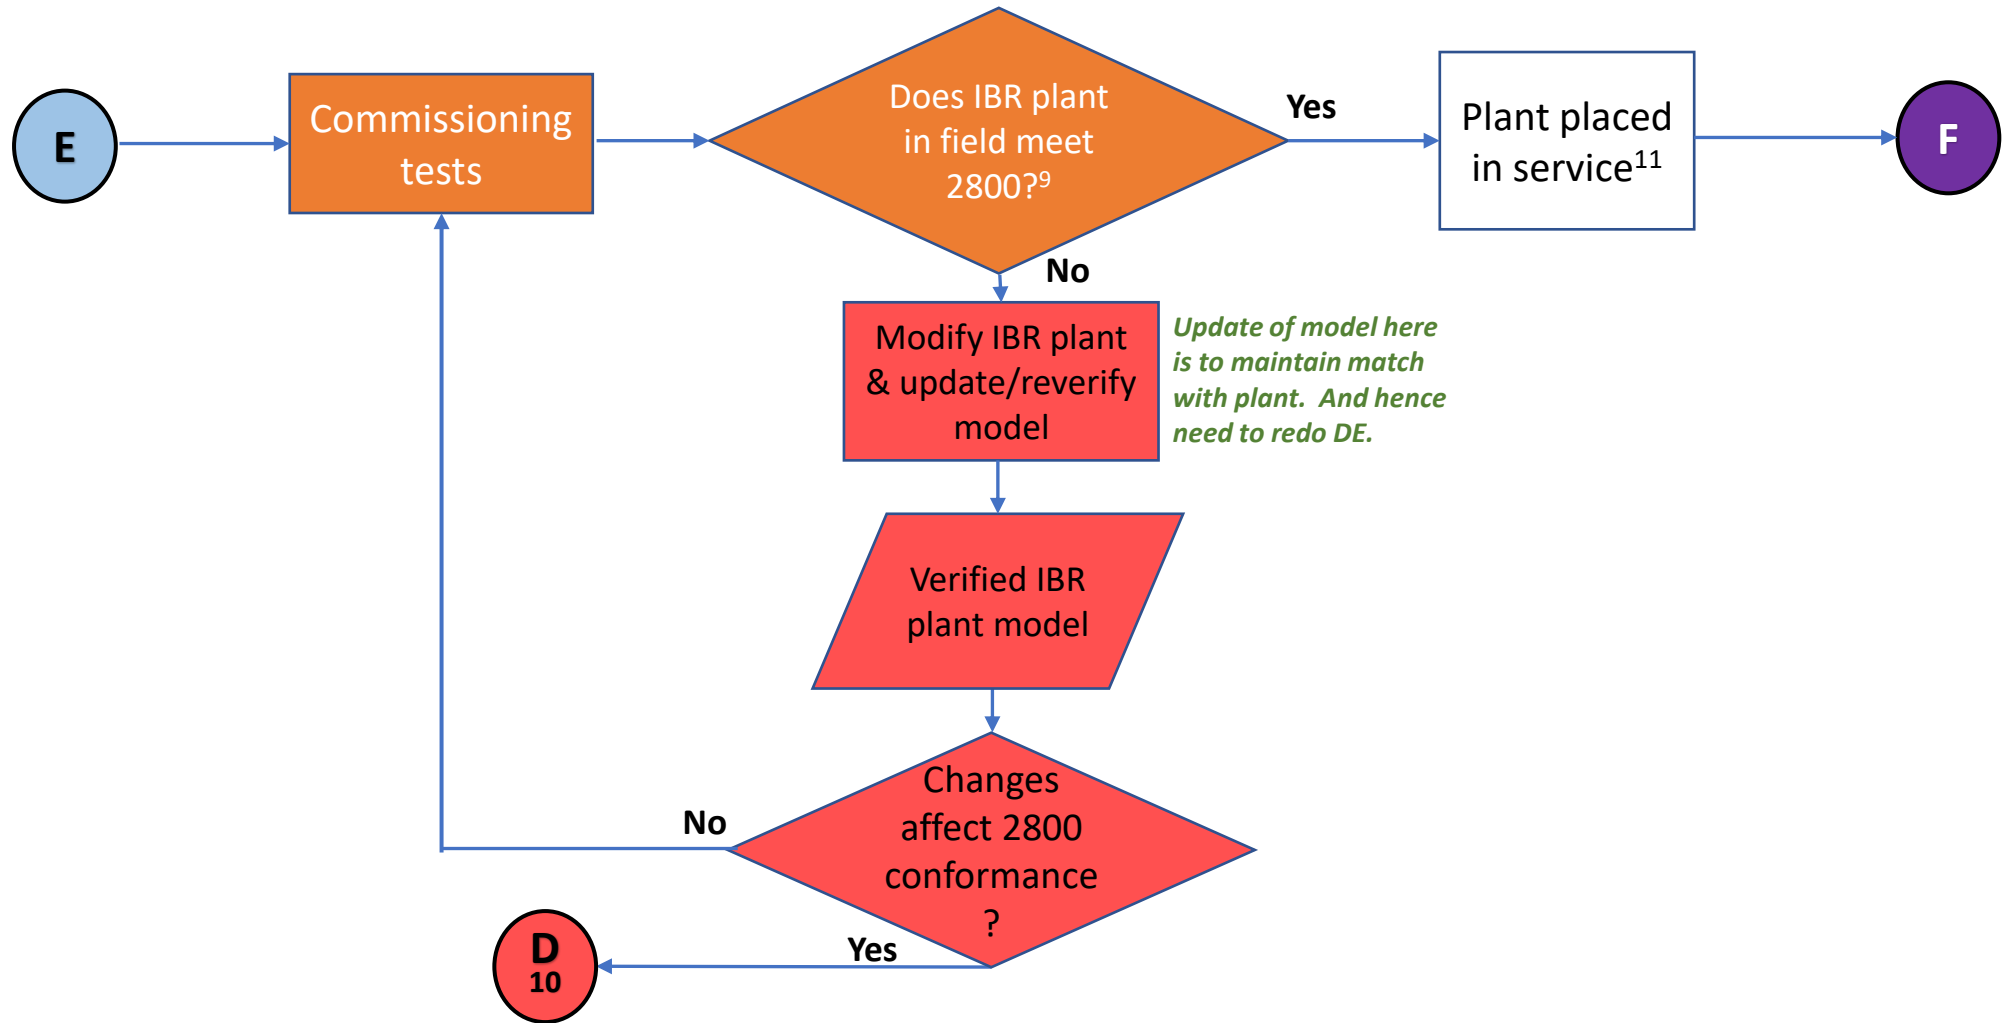 E
Commissioning
tests
Does IBR plant
in field meet
2800?⁹
Yes
Plant placed
in service¹¹
F
No
Modify IBR plant
& update/reverify
model
Update of model here
is to maintain match
with plant.  And hence
need to redo DE.
Verified IBR
plant model
Changes
affect 2800
conformance
?
No
Yes
D
10